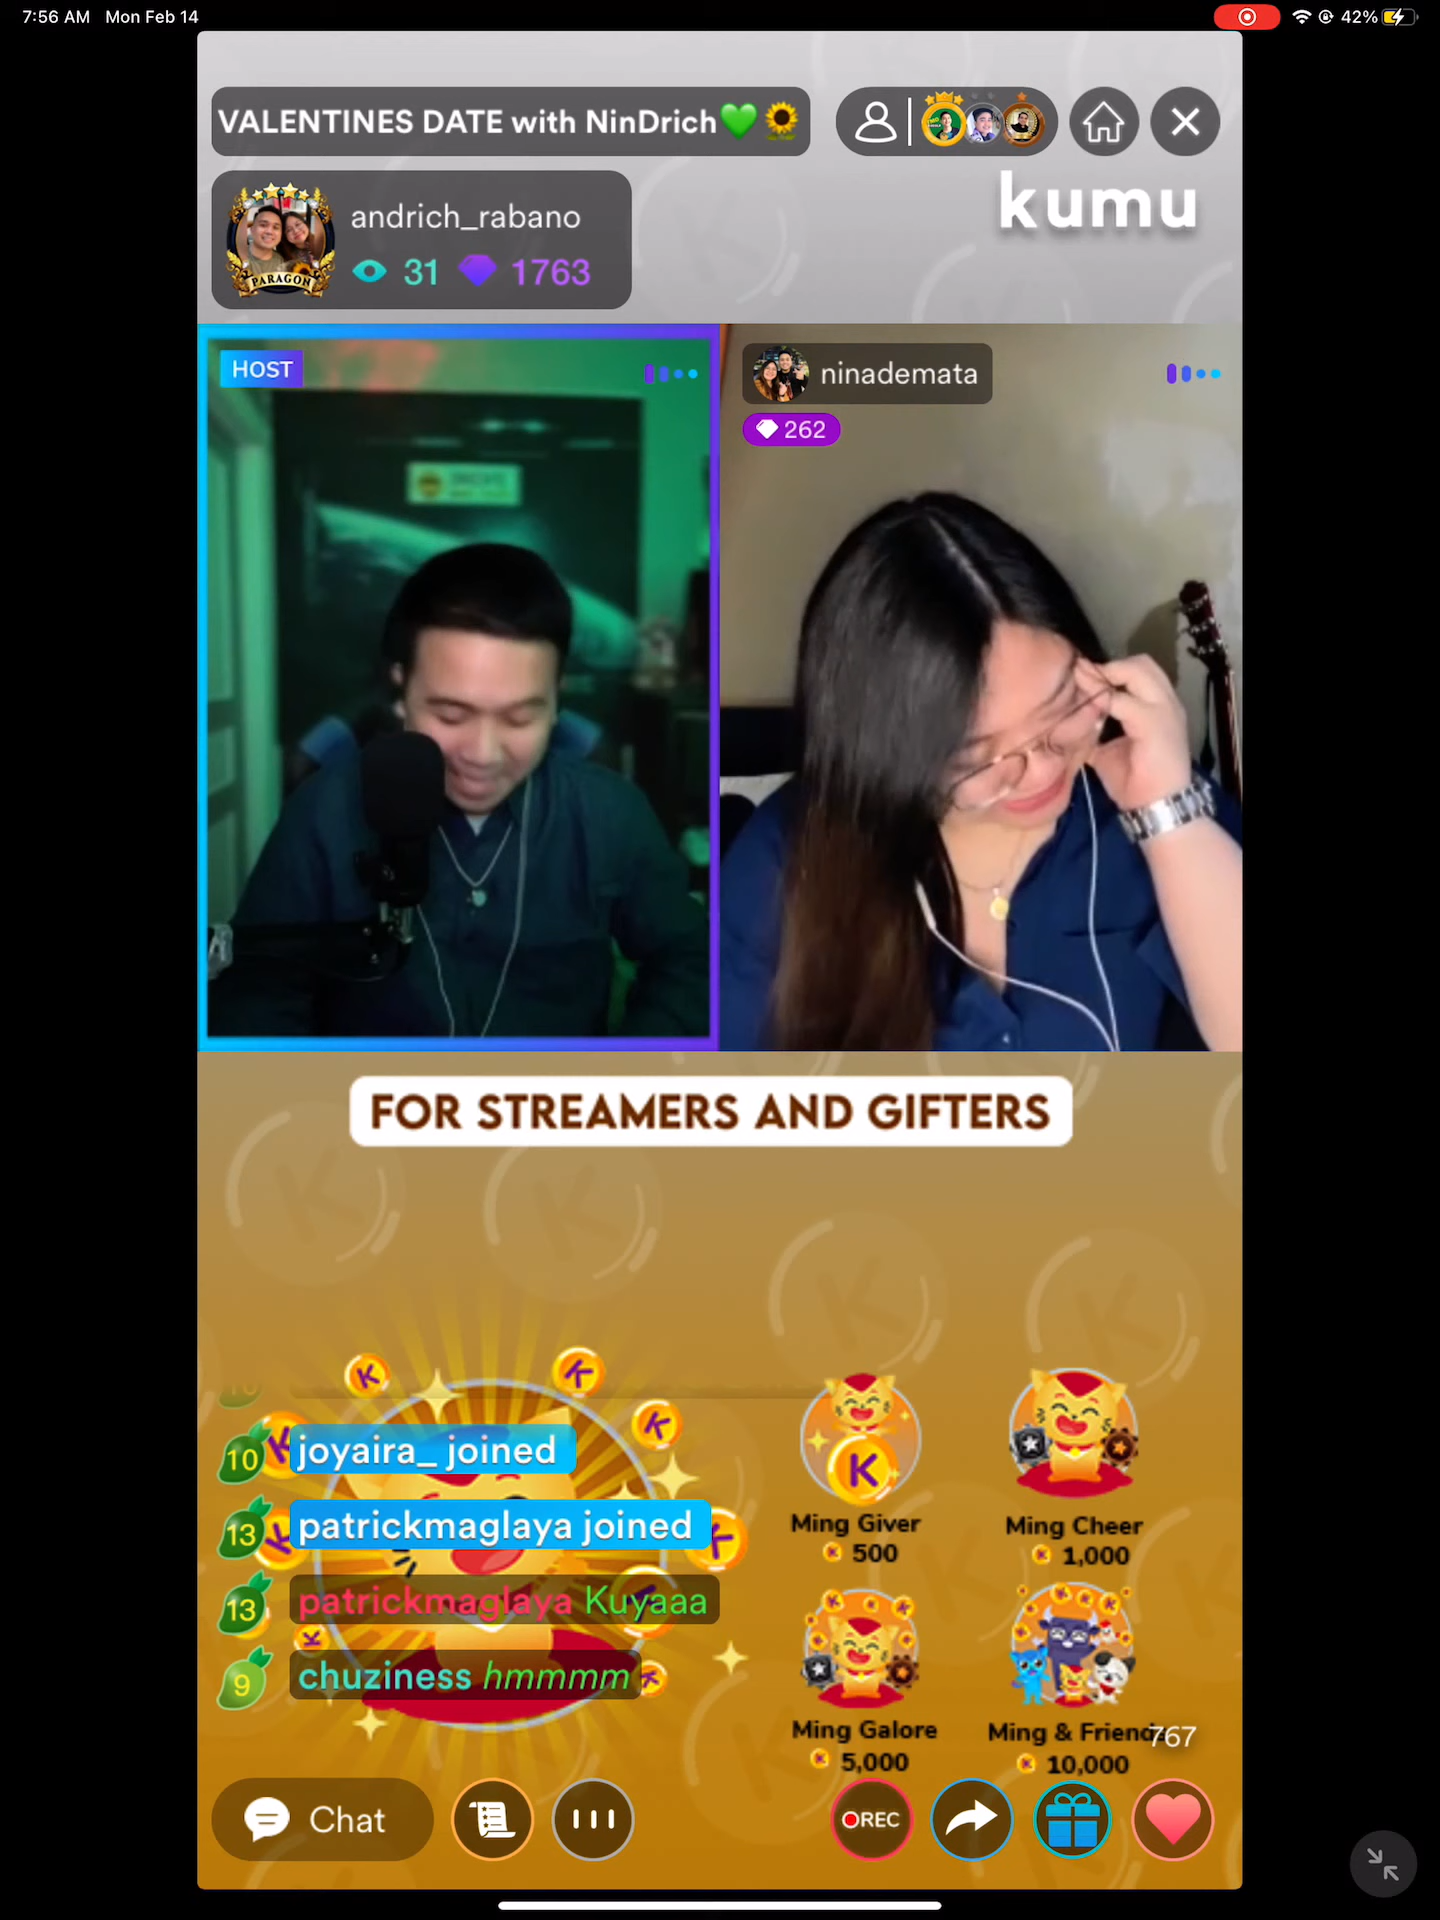 7:56 AM Mon Feb 14
42%
VALENTINES DATE with NinDrich💚🌻
kumu
andrich_rabano
31 1763
PARAGON
HOST
ninademata
262
FOR STREAMERS AND GIFTERS
10 joyaira_ joined
13 patrickmaglaya joined
13 patrickmaglaya Kuyaaa
9 chuziness hmmmm
Ming Giver
500
Ming Cheer
1,000
Ming Galore
5,000
Ming & Friend
10,000
767
Chat
REC